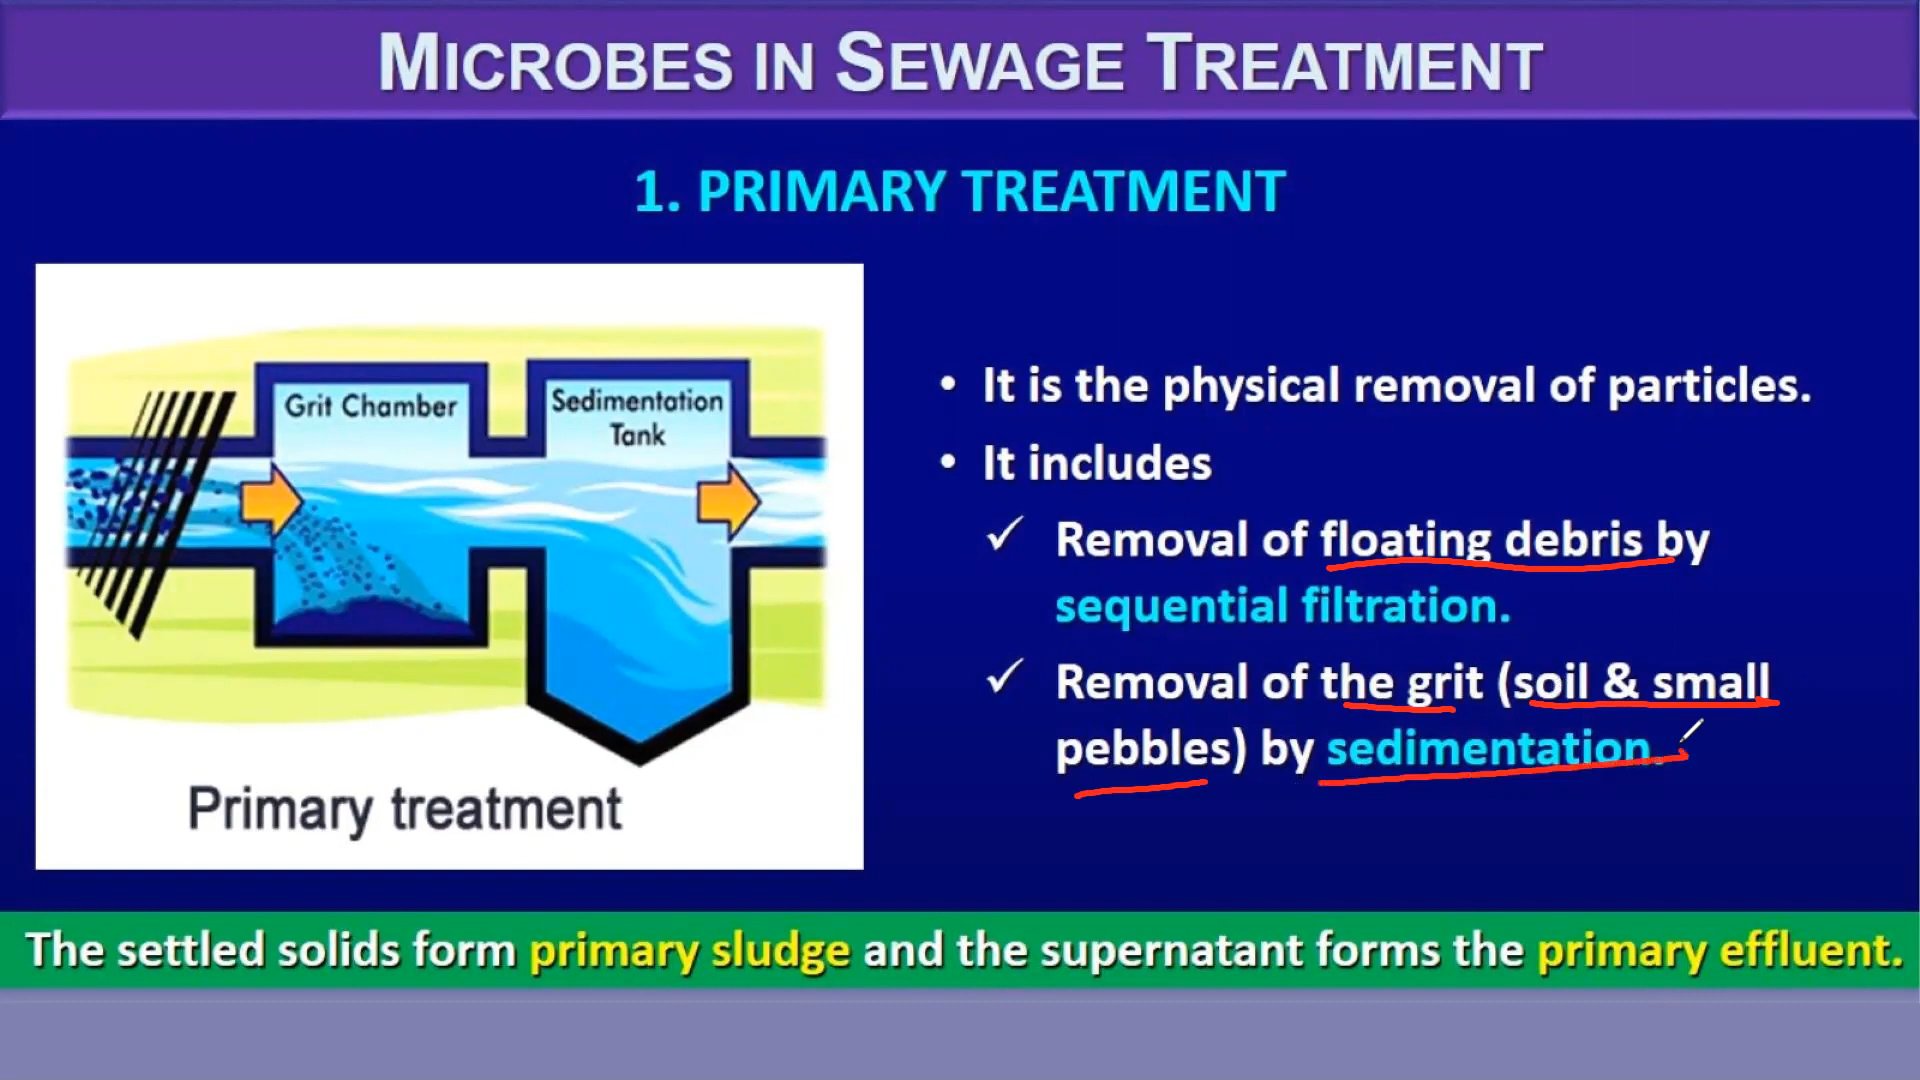 MICROBES IN SEWAGE TREATMENT
1. PRIMARY TREATMENT
Grit Chamber
Sedimentation
Tank
Primary treatment
• It is the physical removal of particles.
• It includes
✓ Removal of floating debris by
sequential filtration.
✓ Removal of the grit (soil & small
pebbles) by sedimentation.
The settled solids form primary sludge and the supernatant forms the primary effluent.